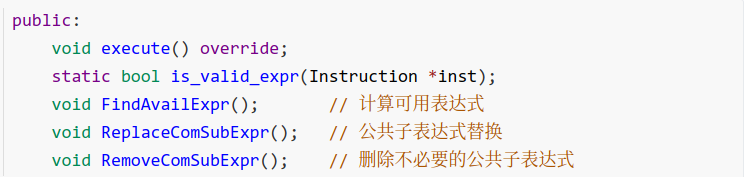 public:
    void execute() override;
    static bool is_valid_expr(Instruction *inst);
    void FindAvailExpr();       // 计算可用表达式
    void ReplaceComSubExpr();   // 公共子表达式替换
    void RemoveComSubExpr();    // 删除不必要的公共子表达式